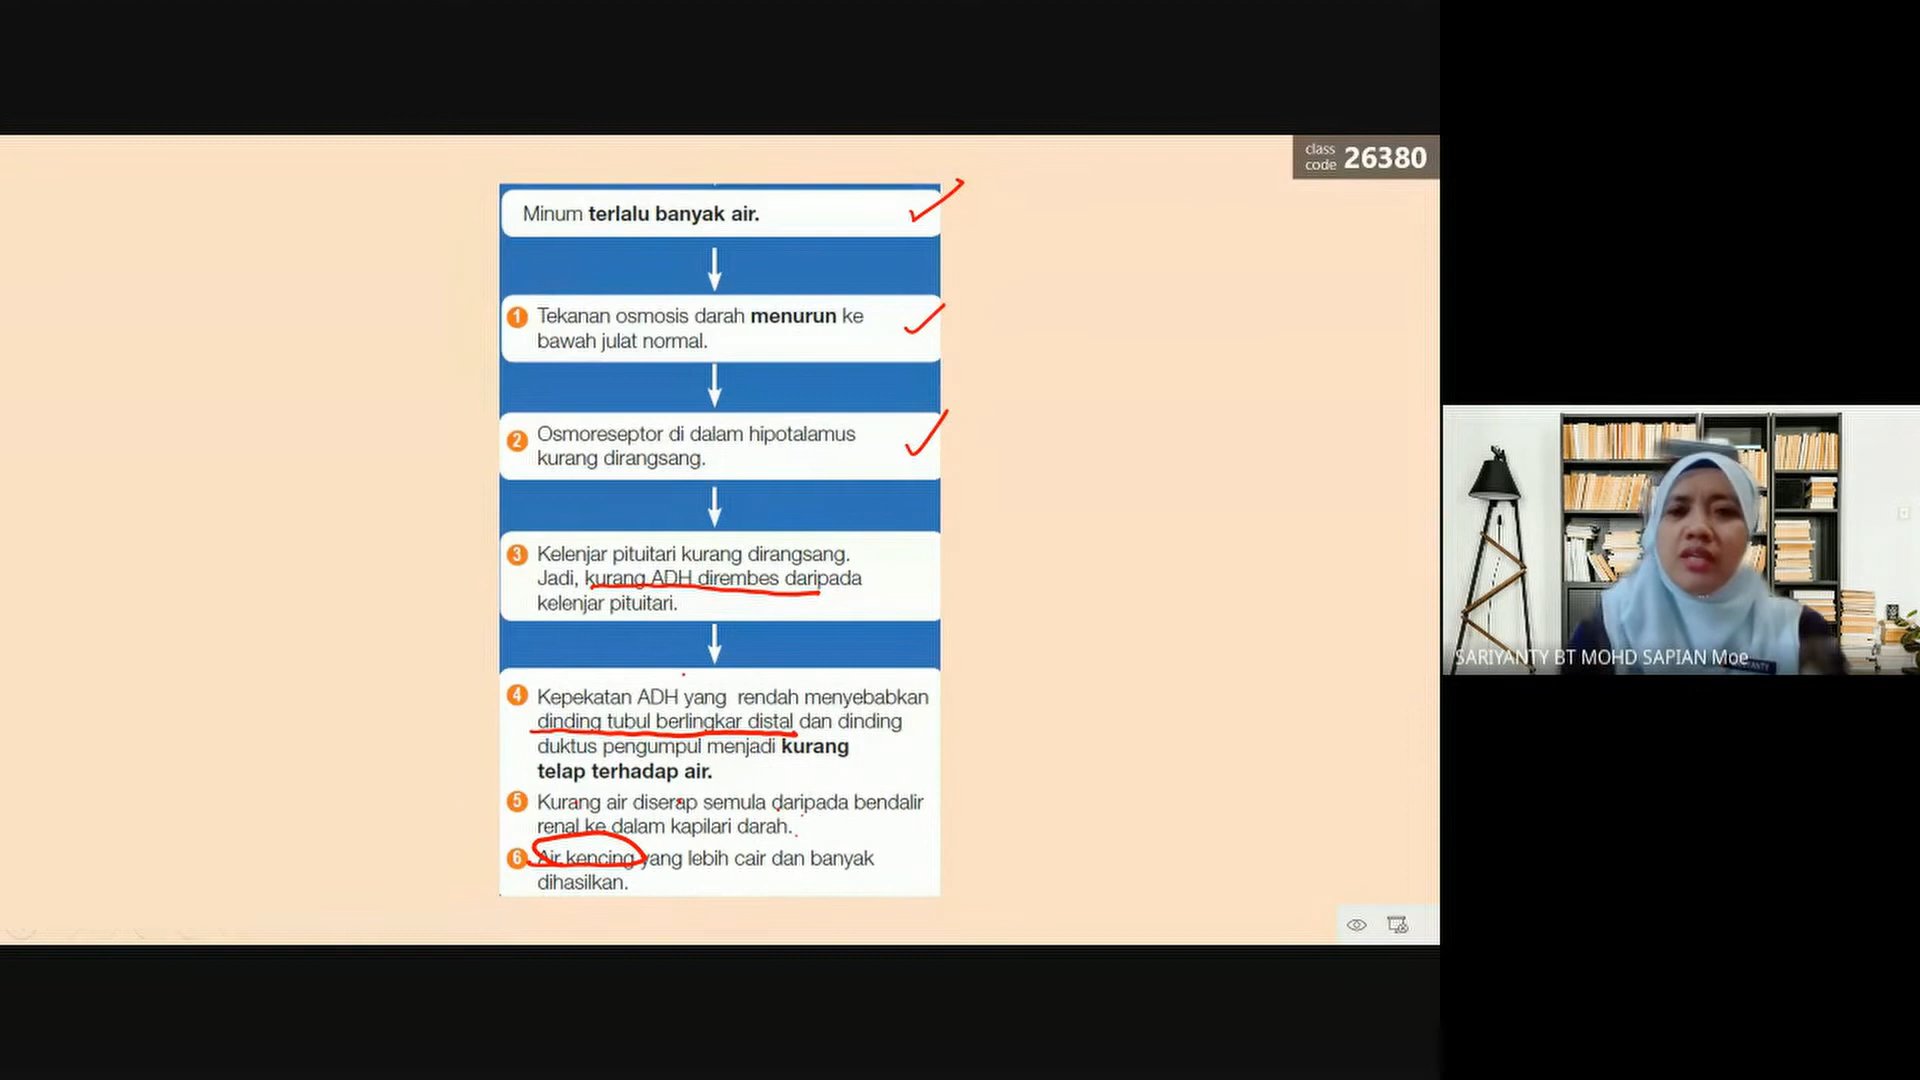 class
code 26380
Minum terlalu banyak air.
1 Tekanan osmosis darah menurun ke
bawah julat normal.
2 Osmoreseptor di dalam hipotalamus
kurang dirangsang.
3 Kelenjar pituitari kurang dirangsang.
Jadi, kurang ADH dirembes daripada
kelenjar pituitari.
4 Kepekatan ADH yang rendah menyebabkan
dinding tubul berlingkar distal dan dinding
duktus pengumpul menjadi kurang
telap terhadap air.
5 Kurang air diserap semula daripada bendalir
renal ke dalam kapilari darah.
6 Air kencing yang lebih cair dan banyak
dihasilkan.
SARIYANTY BT MOHD SAPIAN Moe